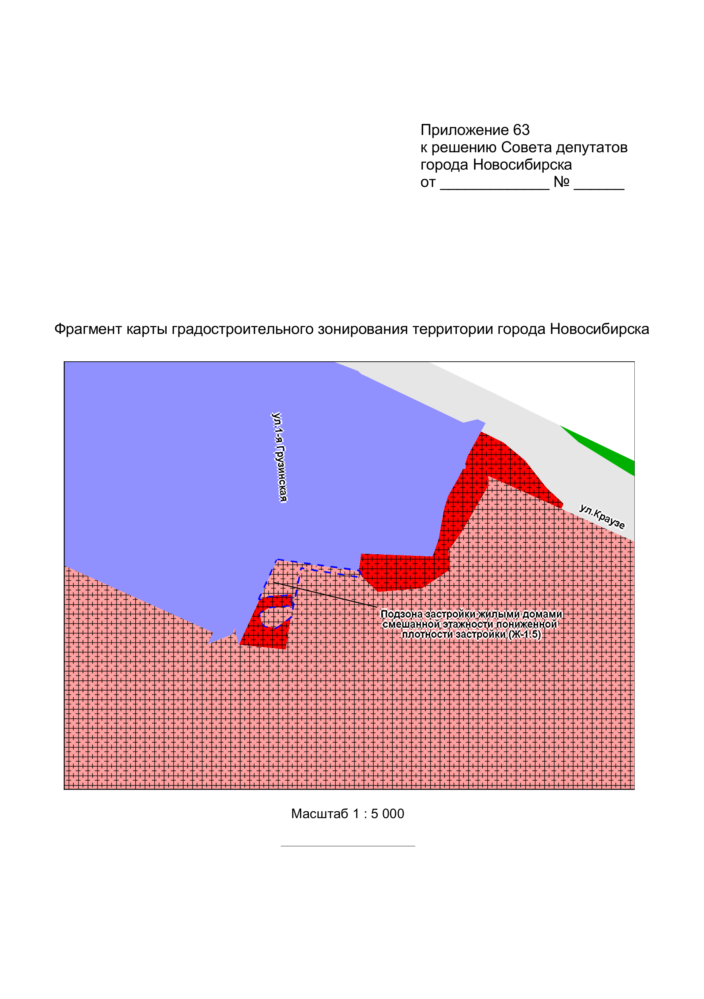 Приложение 63
к решению Совета депутатов
города Новосибирска
от _____________ № ______
Фрагмент карты градостроительного зонирования территории города Новосибирска
ул.1-я Грузинская
ул.Краузе
Подзона застройки жилыми домами
смешанной этажности пониженной
плотности застройки (Ж-1.5)
Масштаб 1 : 5 000